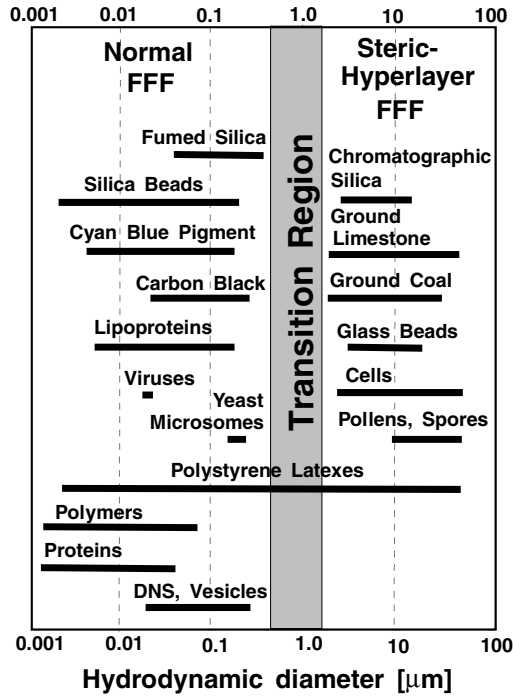 0.001 0.1 1.0 10 100
Normal
FFF
Steric-
Hyperlayer
FFF
Fumed Silica
Chromatographic
Silica
Silica Beads
Ground
Limestone
Cyan Blue Pigment
Carbon Black
Ground Coal
Lipoproteins
Glass Beads
Viruses
Cells
Yeast
Microsomes
Pollens, Spores
Transition Region
Polystyrene Latexes
Polymers
Proteins
DNS, Vesicles
0.001 0.01 0.1 1.0 10 100
Hydrodynamic diameter [μm]